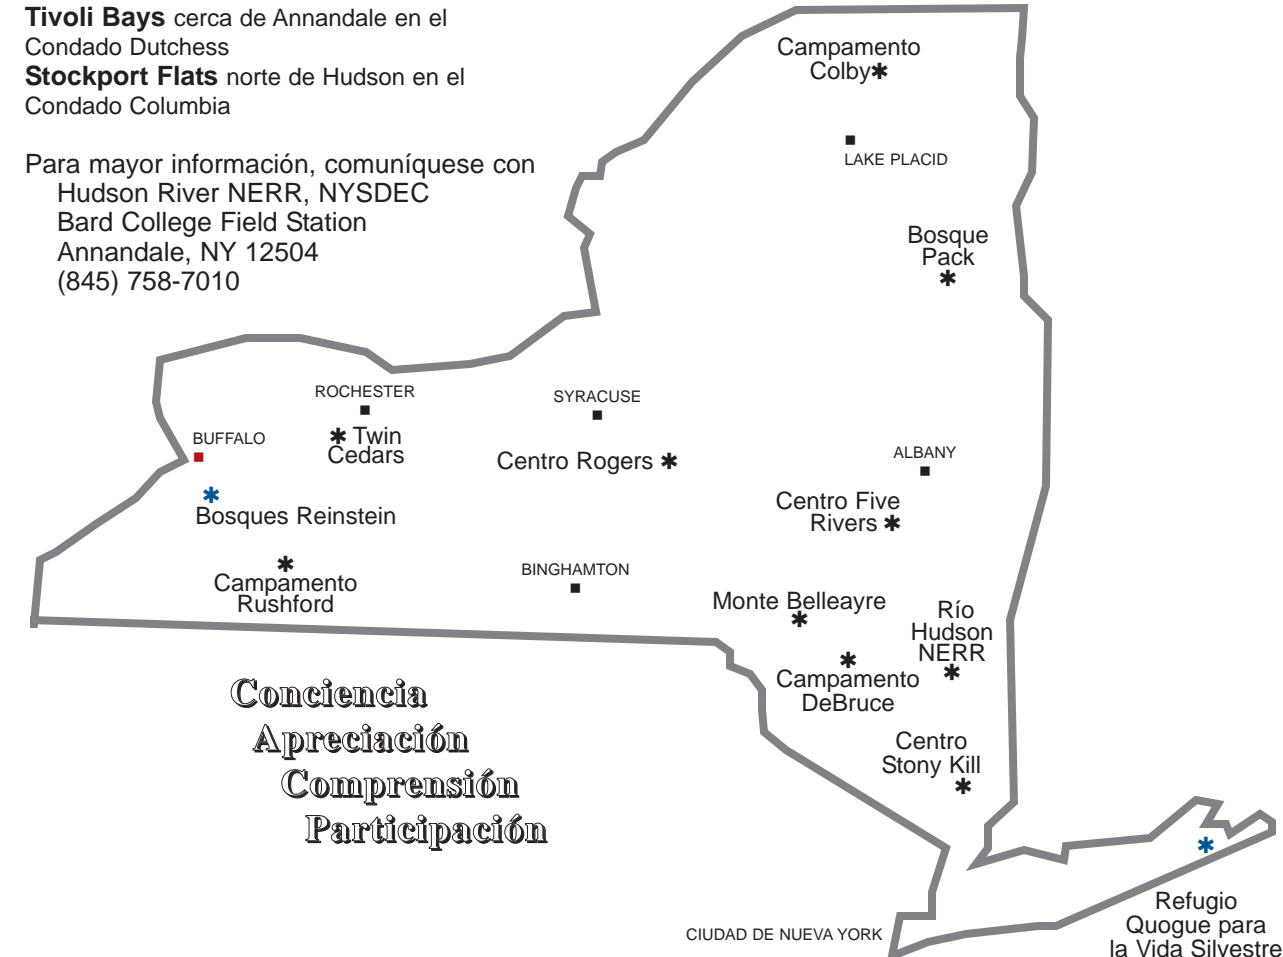 Tivoli Bays cerca de Annandale en el
Condado Dutchess
Stockport Flats norte de Hudson en el
Condado Columbia
Para mayor información, comuníquese con
Hudson River NERR, NYSDEC
Bard College Field Station
Annandale, NY 12504
(845) 758-7010
Campamento
Colby*
LAKE PLACID
Bosque
Pack
*
ROCHESTER
* Twin
Cedars
SYRACUSE
Centro Rogers *
BUFFALO
*
Bosques Reinstein
ALBANY
Centro Five
Rivers *
*
Campamento
Rushford
BINGHAMTON
Monte Belleayre
*
Río
Hudson
NERR
*
*
Campamento
DeBruce
Centro
Stony Kill
*
Conciencia
Apreciación
Comprensión
Participación
*
Refugio
Quogue para
la Vida Silvestre
CIUDAD DE NUEVA YORK